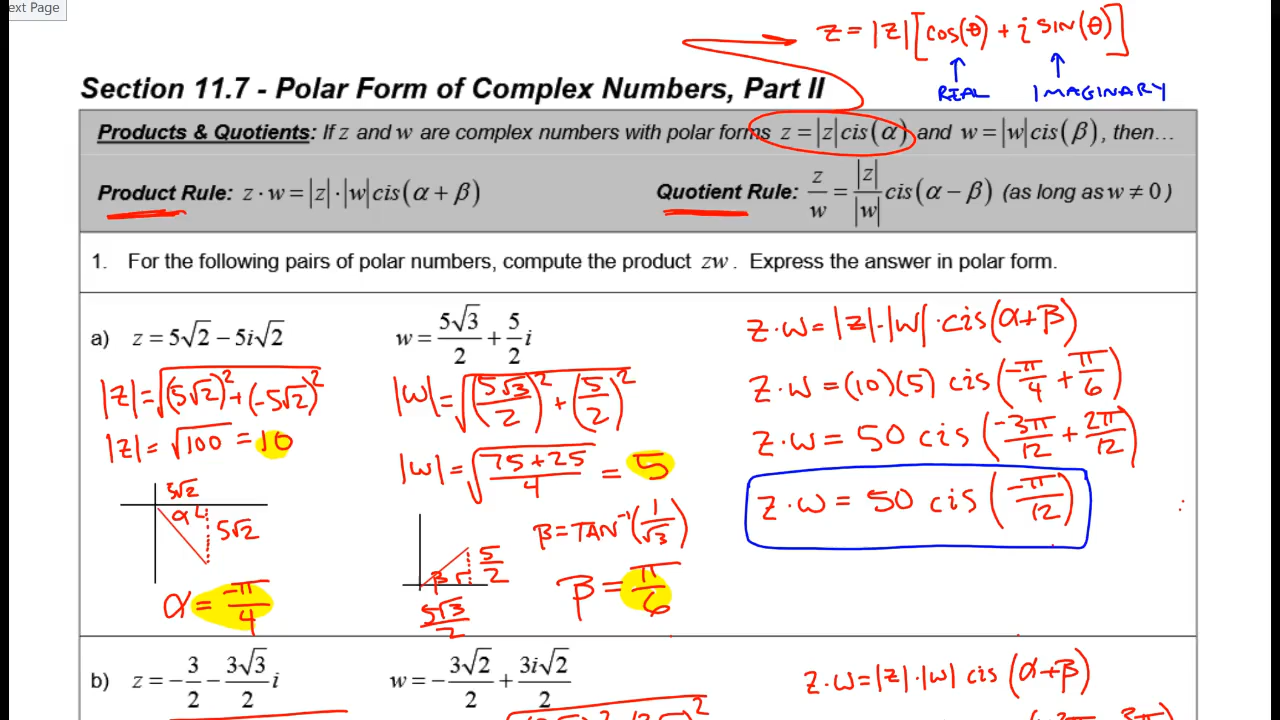 ext Page
z = |z| [cos(θ) + i sin(θ)]
REAL IMAGINARY
Section 11.7 - Polar Form of Complex Numbers, Part II
Products & Quotients: If z and w are complex numbers with polar forms z = |z|cis(α) and w = |w|cis(β), then…
Product Rule: z · w = |z| · |w|cis(α + β)
Quotient Rule: z/w = |z|/|w| cis(α − β) (as long as w ≠ 0)
1. For the following pairs of polar numbers, compute the product zw. Express the answer in polar form.
a) z = 5√2 − 5i√2
|z| = √((5√2)² + (-5√2)²)
|z| = √100 = 10
5√2
α
5√2
α = -π/4
w = 5√3/2 + 5/2 i
|w| = √((5√3/2)² + (5/2)²)
|w| = √((75+25)/4) = 5
β = TAN⁻¹(1/√3)
β
5/2
5√3/2
β = π/6
z·w = |z|·|w|·cis(α+β)
z·w = (10)(5) cis(-π/4 + π/6)
z·w = 50 cis(-3π/12 + 2π/12)
z·w = 50 cis(-π/12)
b) z = −3/2 − 3√3/2 i
w = −3√2/2 + 3i√2/2
z·w = |z|·|w| cis(α+β)